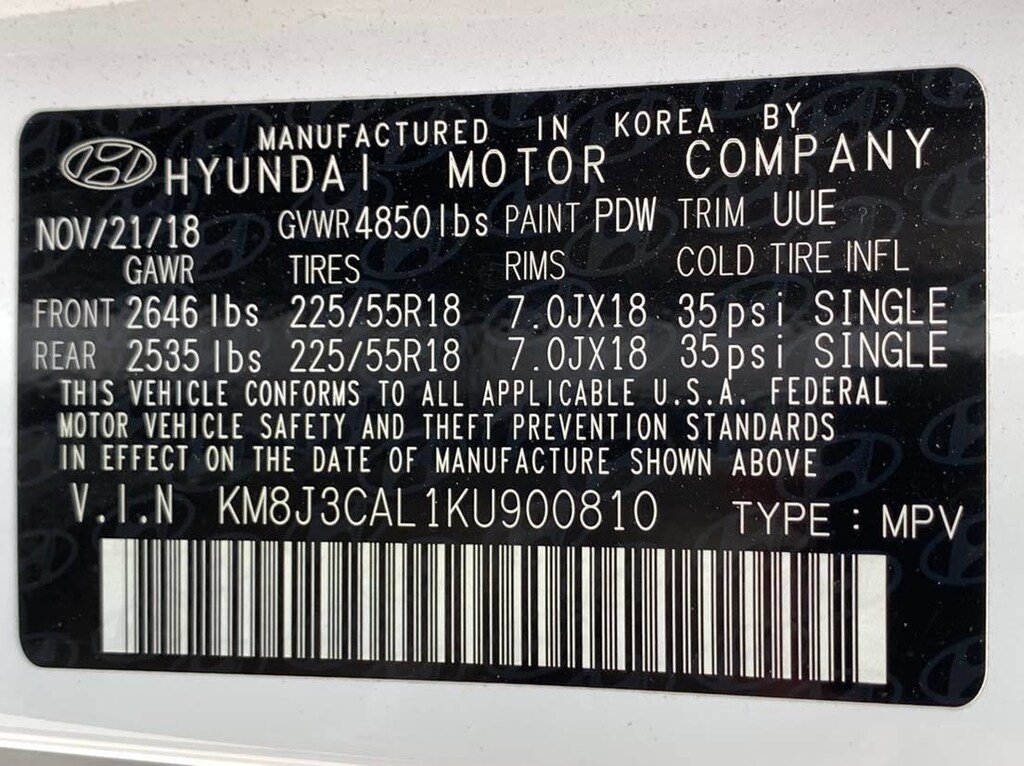 MANUFACTURED IN KOREA BY
HYUNDAI MOTOR COMPANY
NOV/21/18 GVWR 4850lbs PAINT PDW TRIM UUE
GAWR TIRES RIMS COLD TIRE INFL
FRONT 2646 lbs 225/55R18 7.0JX18 35psi SINGLE
REAR 2535 lbs 225/55R18 7.0JX18 35psi SINGLE
THIS VEHICLE CONFORMS TO ALL APPLICABLE U.S.A. FEDERAL
MOTOR VEHICLE SAFETY AND THEFT PREVENTION STANDARDS
IN EFFECT ON THE DATE OF MANUFACTURE SHOWN ABOVE
V.I.N KM8J3CAL1KU900810 TYPE : MPV